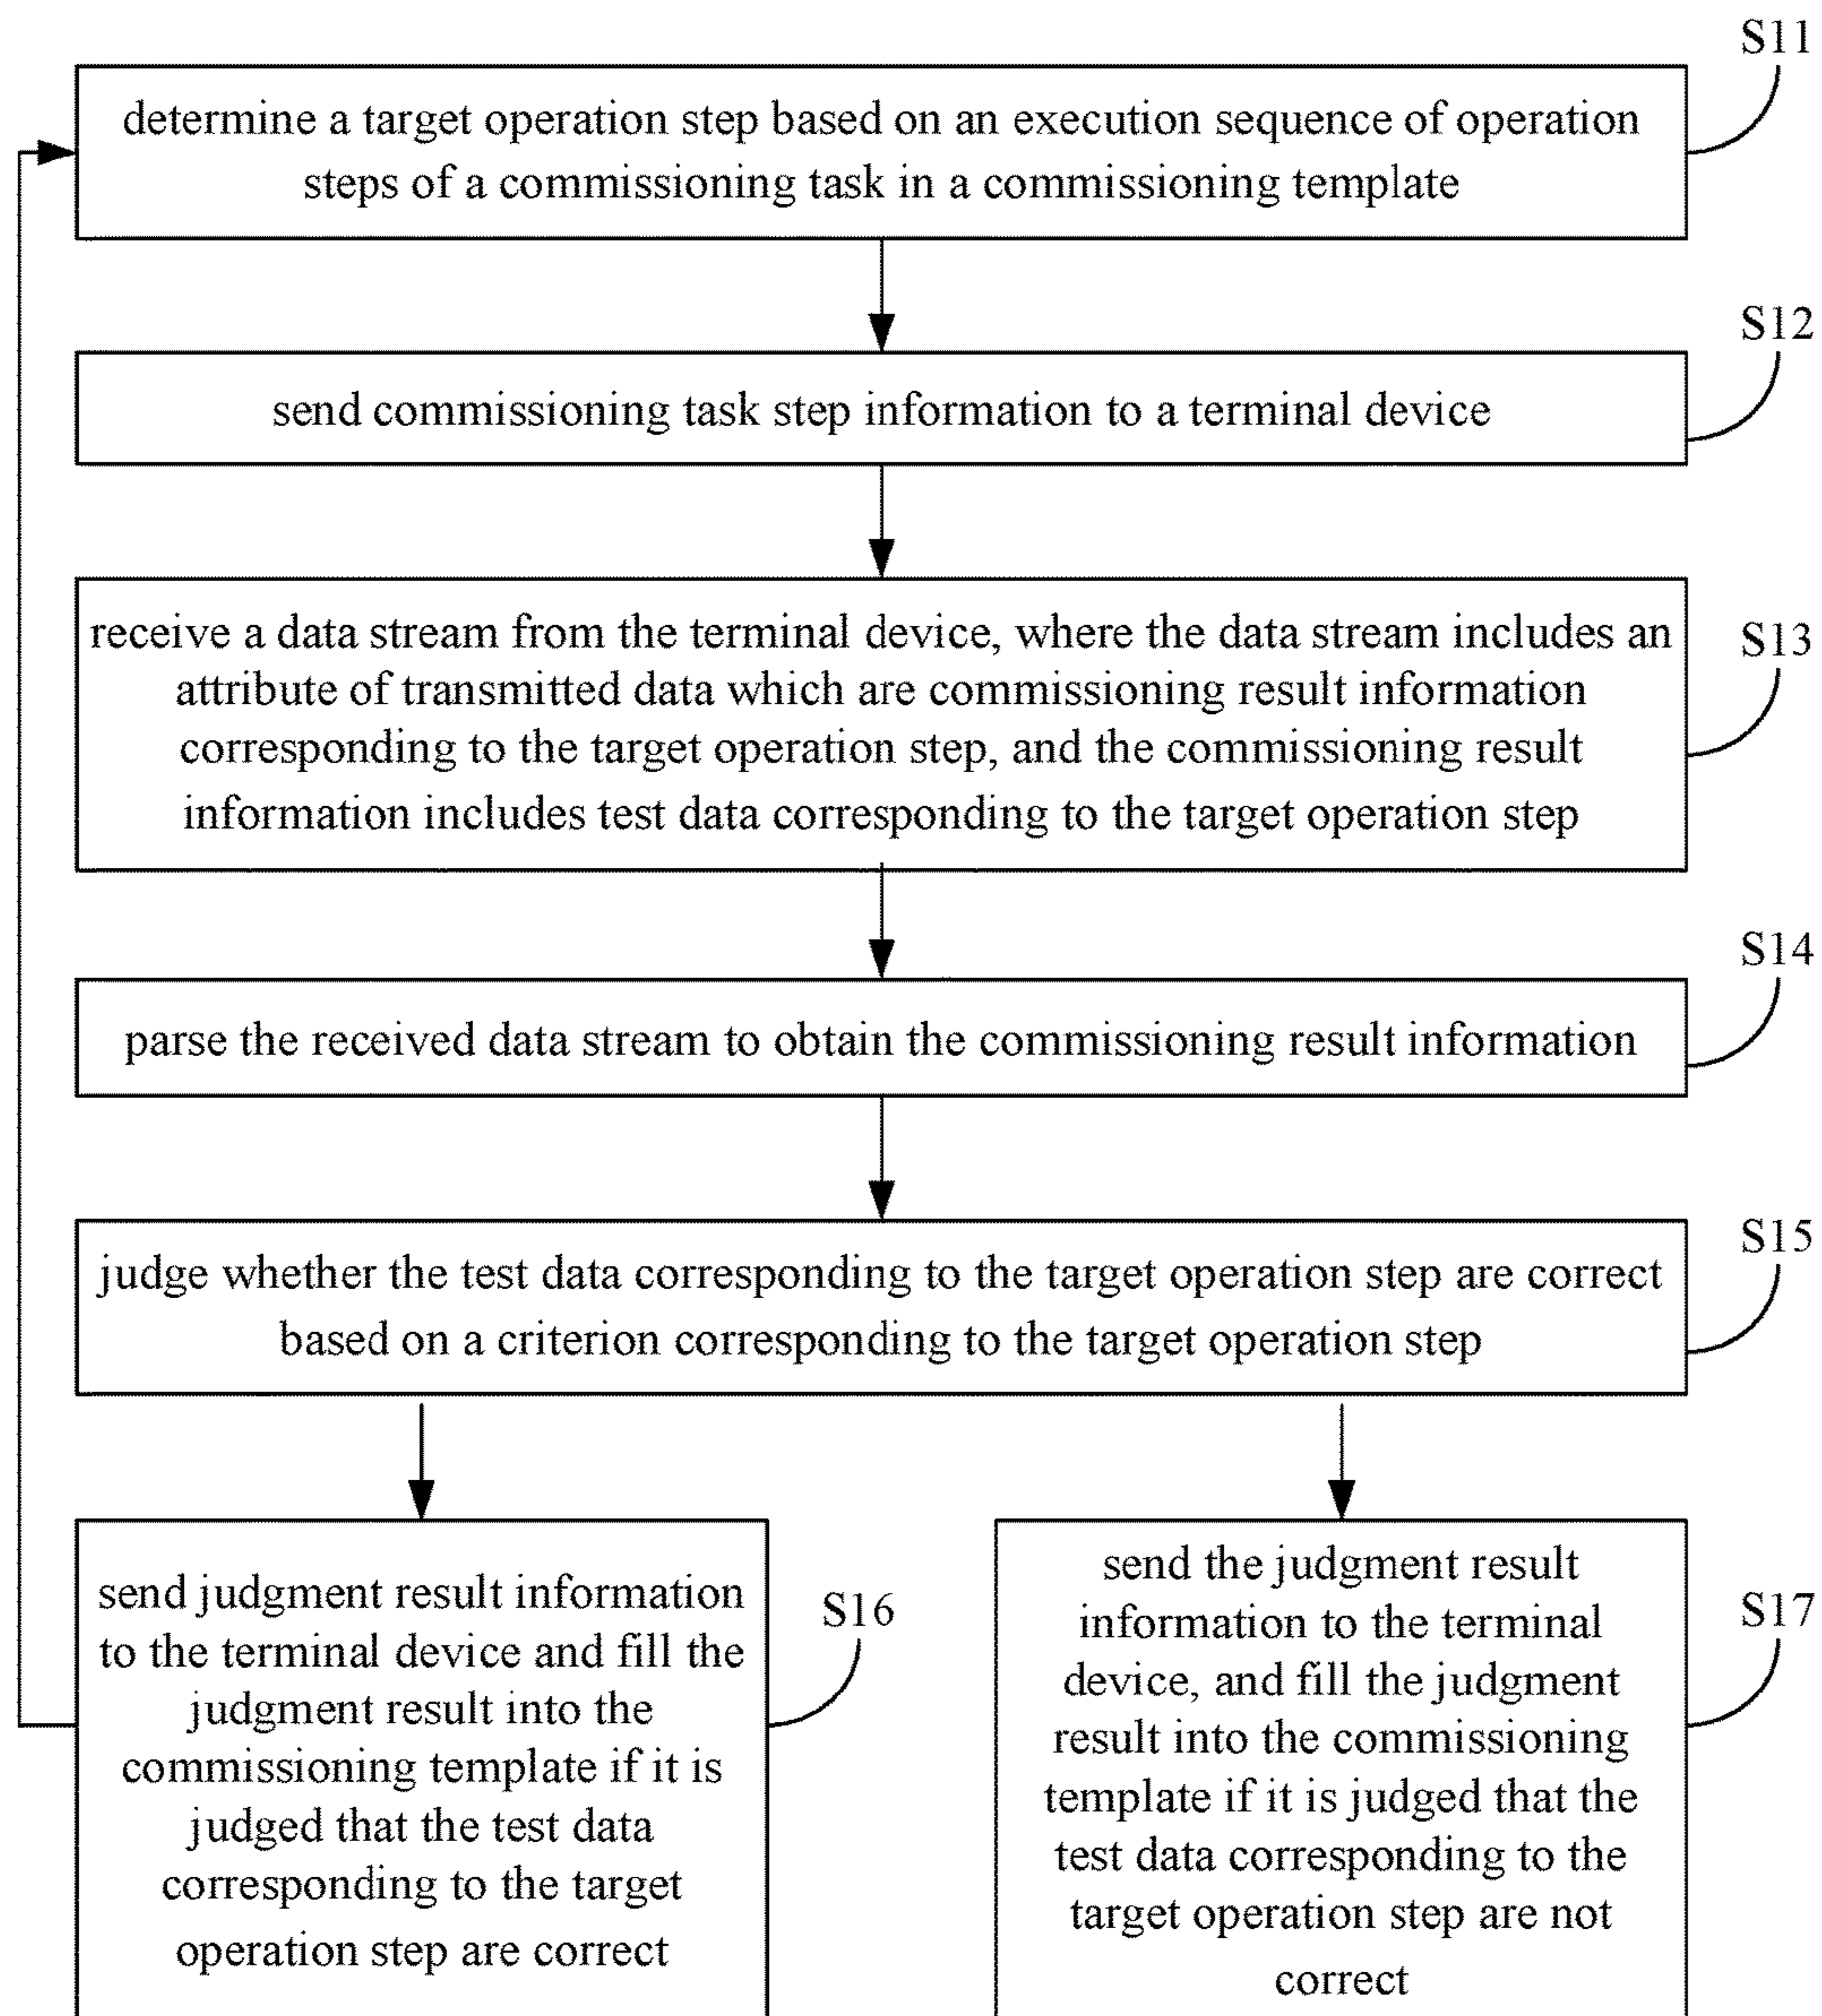 S11
determine a target operation step based on an execution sequence of operation
steps of a commissioning task in a commissioning template
S12
send commissioning task step information to a terminal device
S13
receive a data stream from the terminal device, where the data stream includes an
attribute of transmitted data which are commissioning result information
corresponding to the target operation step, and the commissioning result
information includes test data corresponding to the target operation step
S14
parse the received data stream to obtain the commissioning result information
S15
judge whether the test data corresponding to the target operation step are correct
based on a criterion corresponding to the target operation step
S16
send judgment result information
to the terminal device and fill the
judgment result into the
commissioning template if it is
judged that the test data
corresponding to the target
operation step are correct
S17
send the judgment result
information to the terminal
device, and fill the judgment
result into the commissioning
template if it is judged that the
test data corresponding to the
target operation step are not
correct